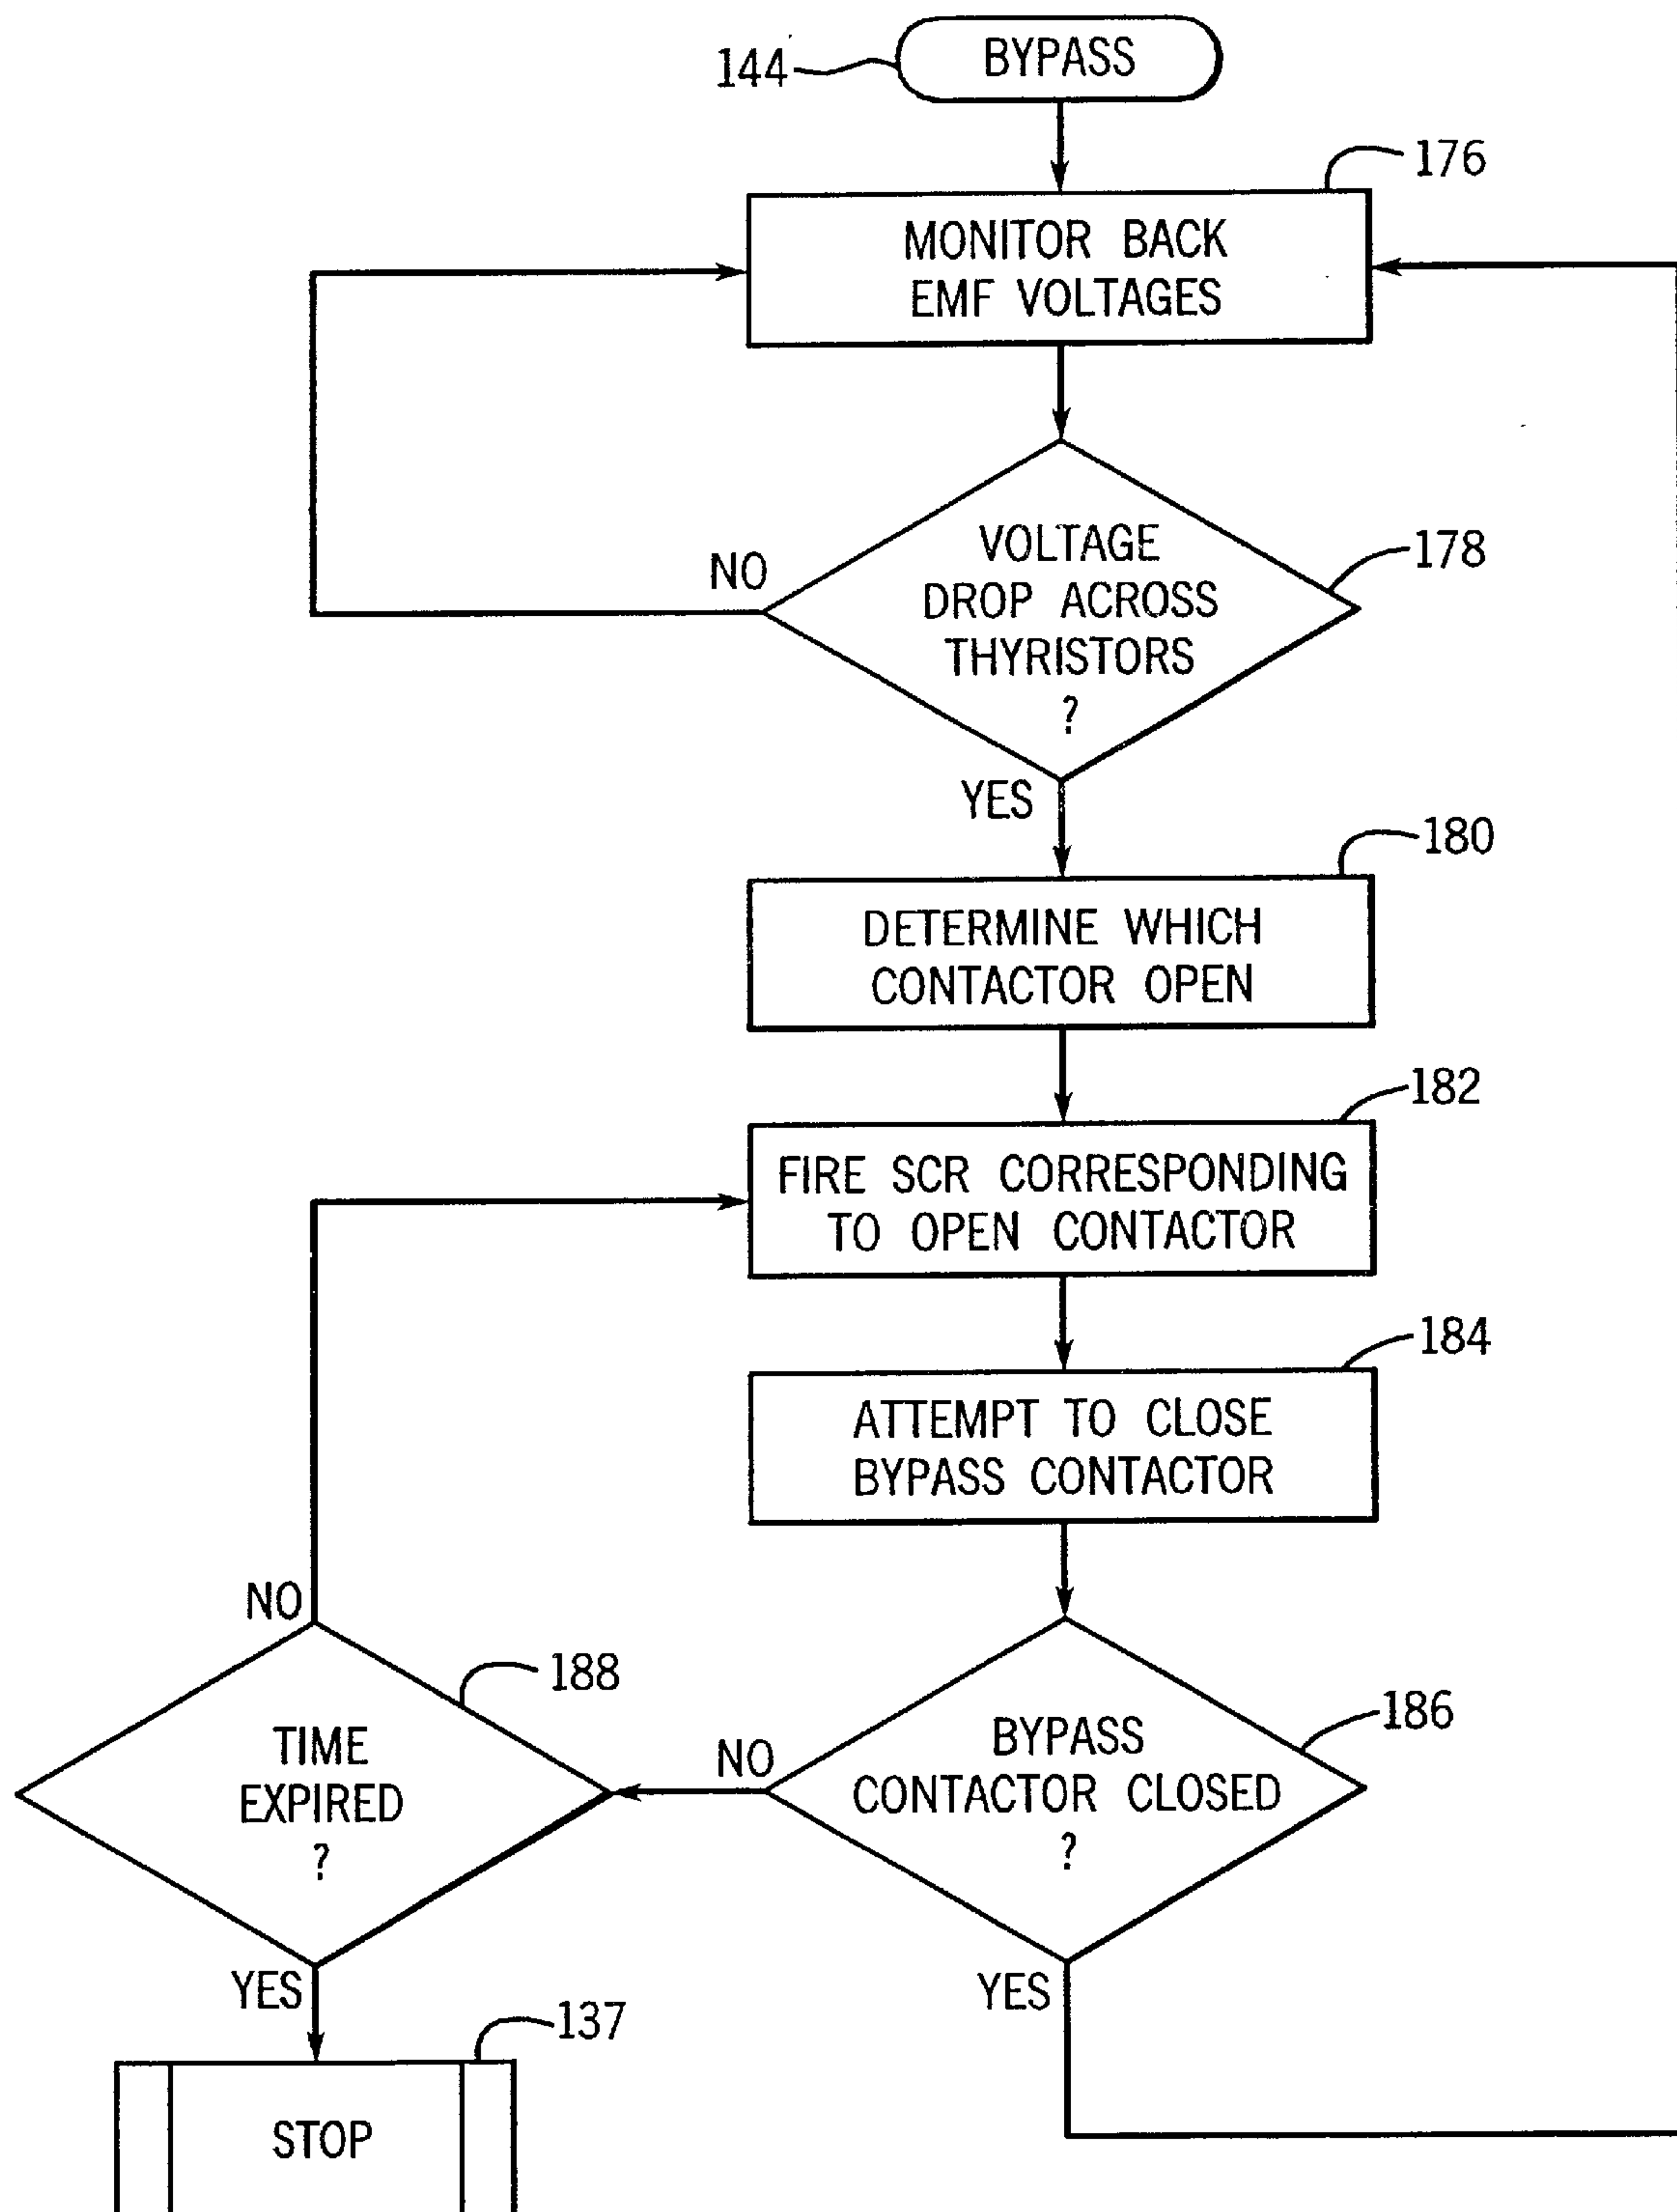 144
BYPASS
176
MONITOR BACK
EMF VOLTAGES
178
NO
VOLTAGE
DROP ACROSS
THYRISTORS
?
YES
180
DETERMINE WHICH
CONTACTOR OPEN
182
FIRE SCR CORRESPONDING
TO OPEN CONTACTOR
184
ATTEMPT TO CLOSE
BYPASS CONTACTOR
NO
188
186
TIME
EXPIRED
?
NO
BYPASS
CONTACTOR CLOSED
?
YES
YES
137
STOP